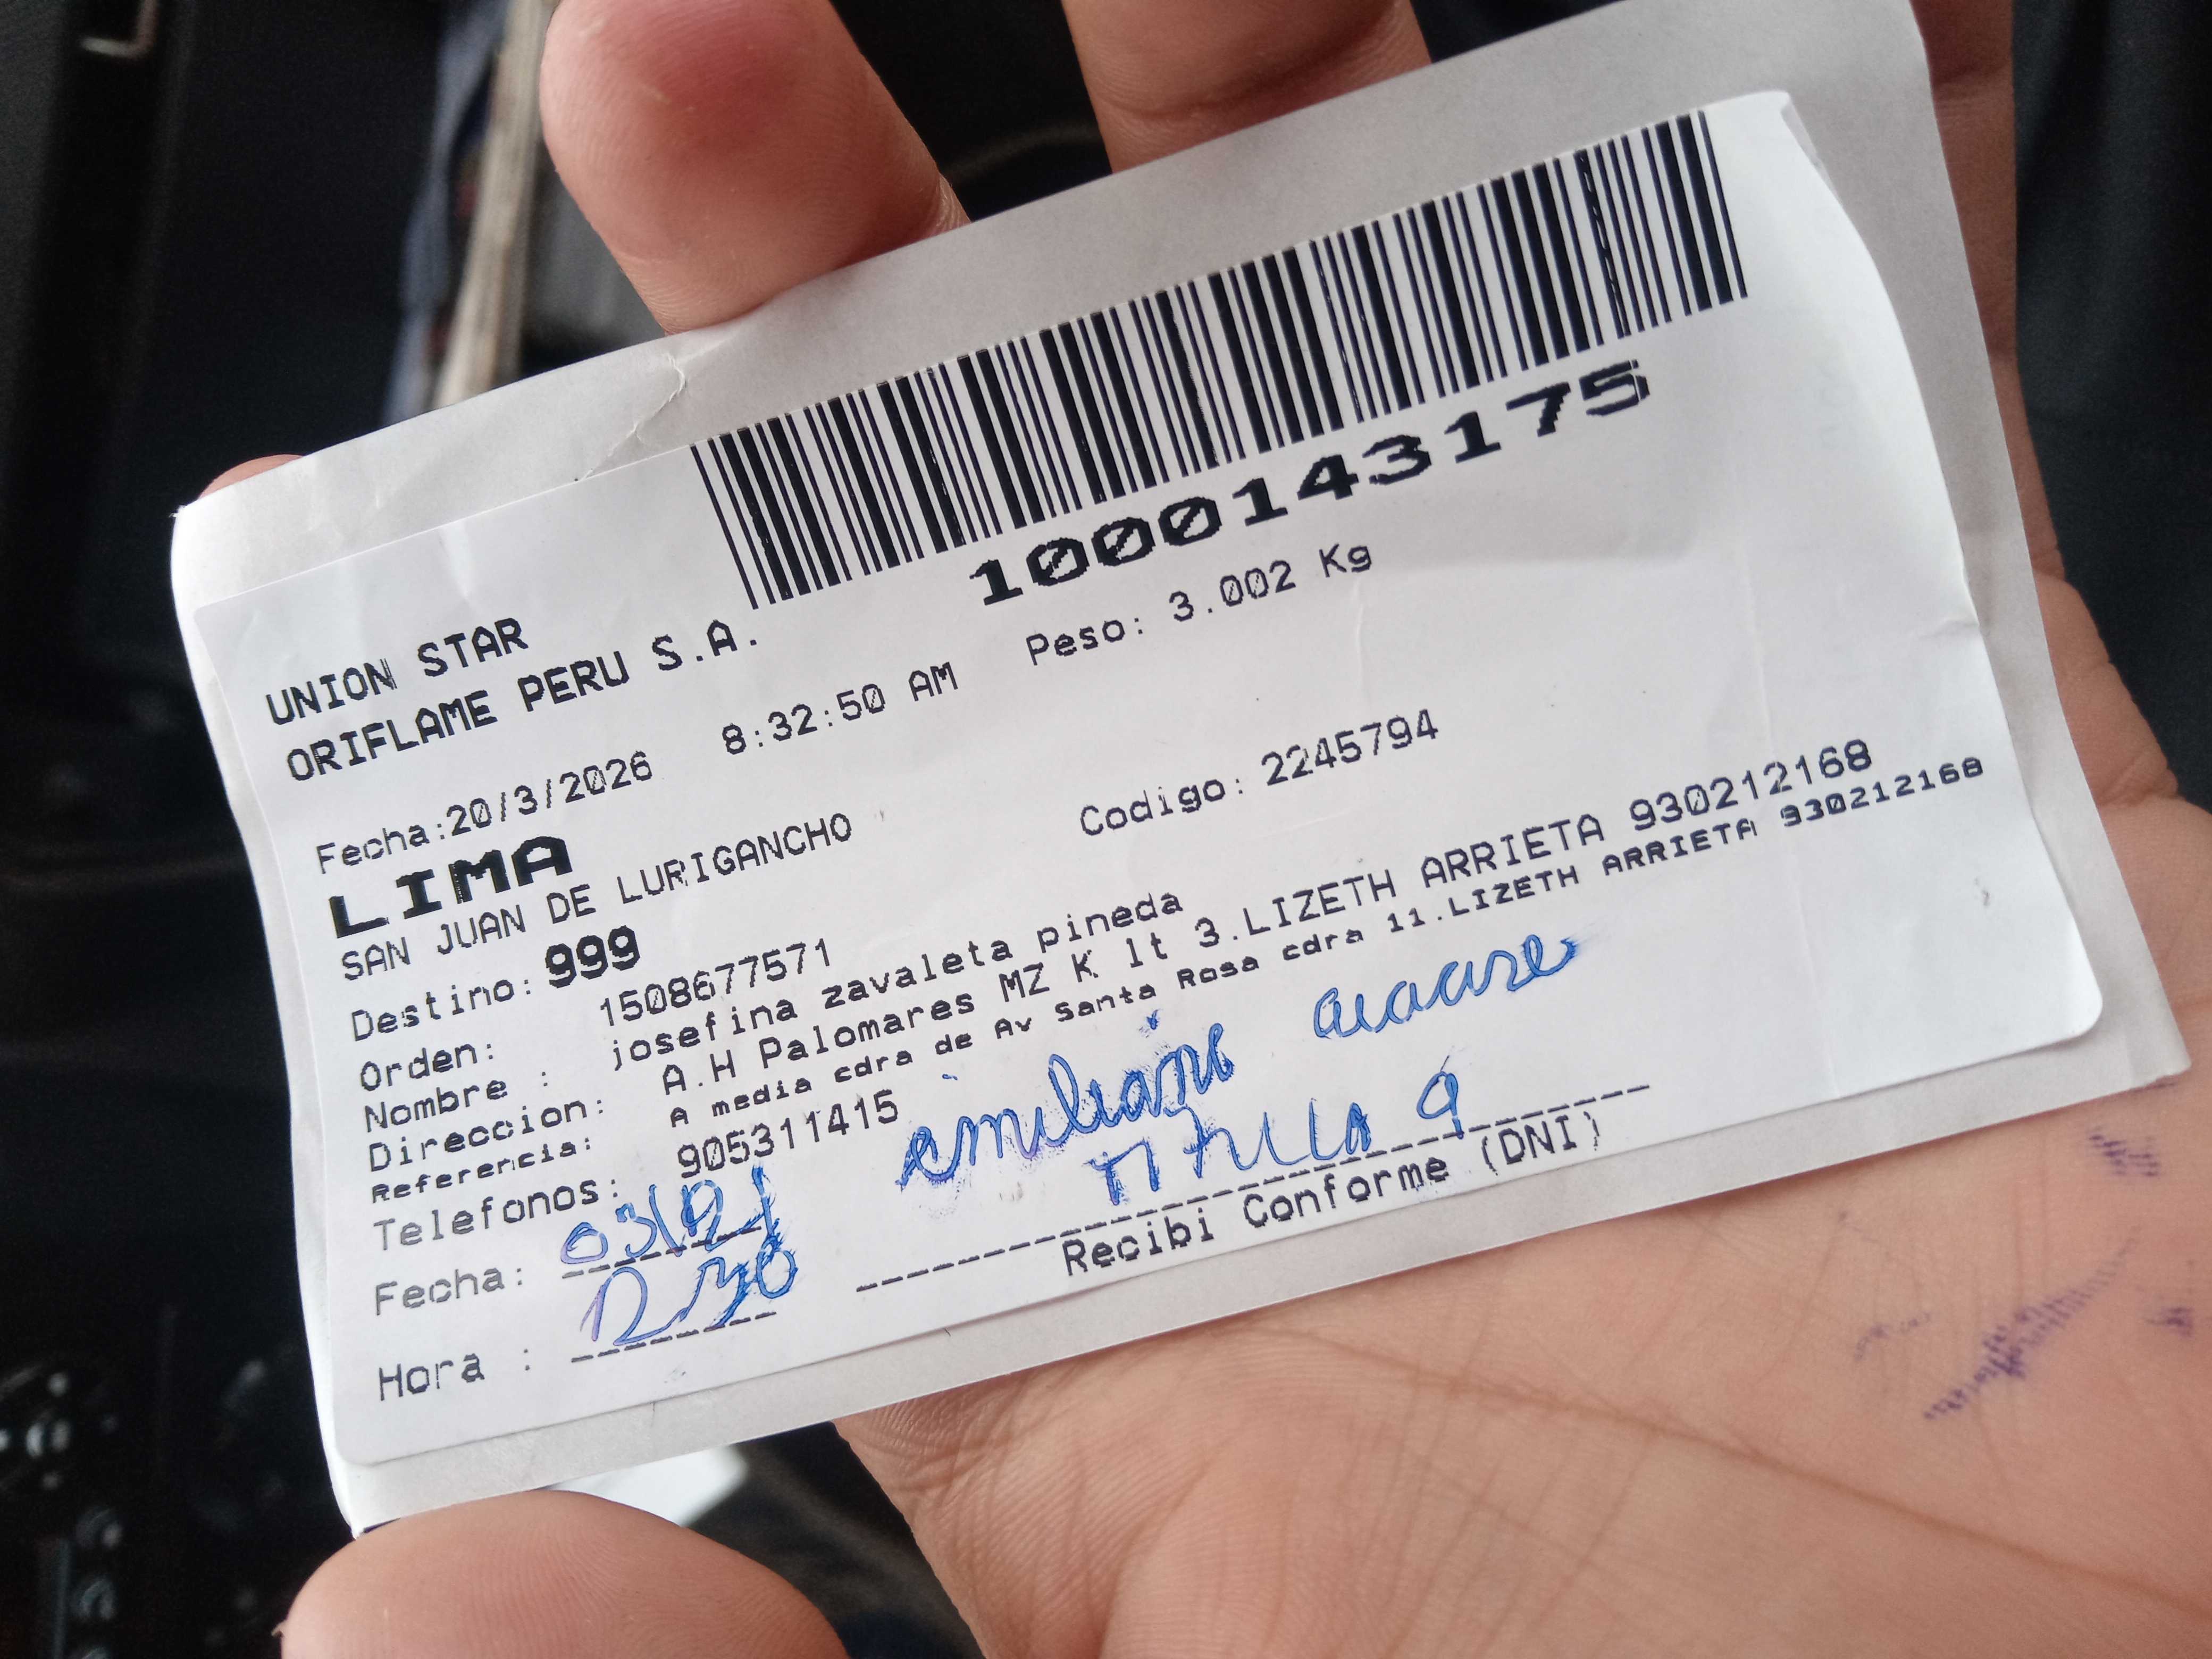 1000143175
UNION STAR
ORIFLAME PERU S.A.
Fecha:20/3/2026 8:32:50 AM Peso: 3.002 Kg
LIMA
SAN JUAN DE LURIGANCHO Codigo: 2245794
Destino: 999
Orden: 1508677571
Nombre : josefina zavaleta pineda
Direccion: A.H Palomares MZ K lt 3.LIZETH ARRIETA 930212168
Referencia: A media cdra de Av Santa Rosa cdra 11.LIZETH ARRIETA 930212168
Telefonos: 905311415
emiliano
Fecha:
Recibi Conforme (DNI)
Hora :